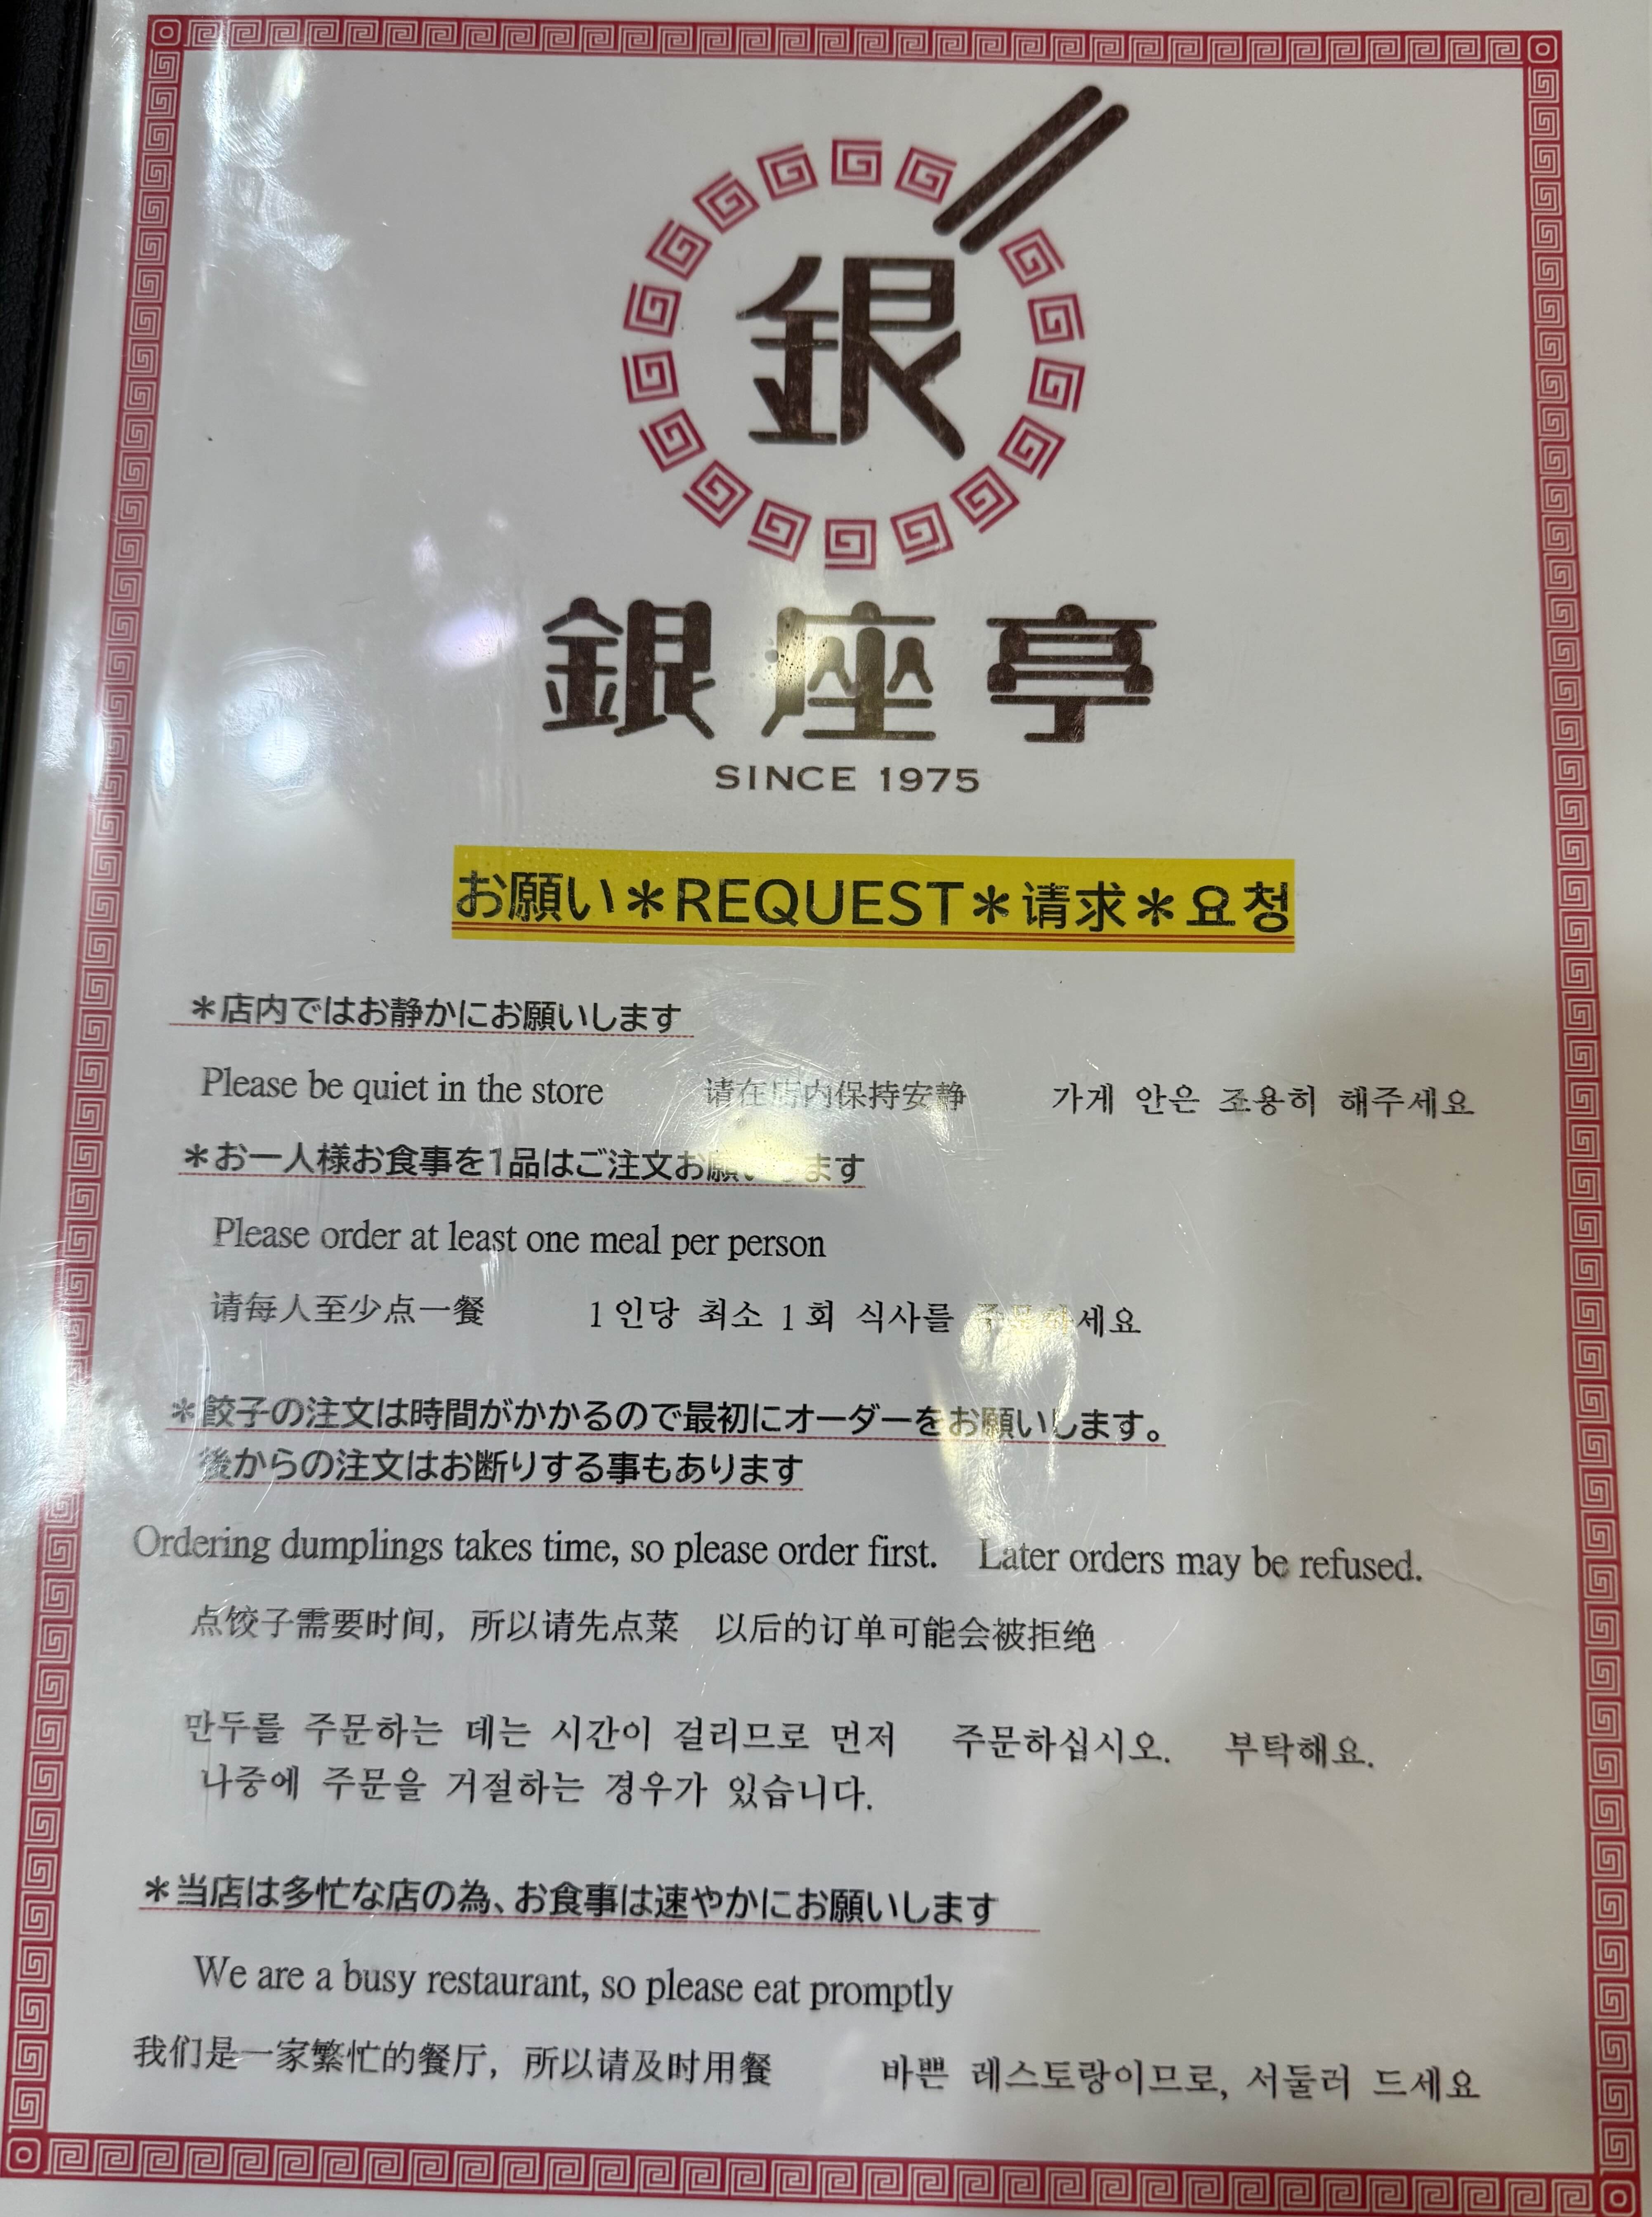 銀
銀座亭
SINCE 1975
お願い＊REQUEST＊请求＊요청
＊店内ではお静かにお願いします
Please be quiet in the store 请在店内保持安静 가게 안은 조용히 해주세요
＊お一人様お食事を1品はご注文お願いします
Please order at least one meal per person
请每人至少点一餐 1인당 최소 1회 식사를
＊餃子の注文は時間がかかるので最初にオーダーをお願いします。
後からの注文はお断りする事もあります
Ordering dumplings takes time, so please order first. Later orders may be refused.
点饺子需要时间，所以请先点菜 以后的订单可能会被拒绝
만두를 주문하는 데는 시간이 걸리므로 먼저 주문하십시오. 부탁해요.
나중에 주문을 거절하는 경우가 있습니다.
＊当店は多忙な店の為、お食事は速やかにお願いします
We are a busy restaurant, so please eat promptly
我们是一家繁忙的餐厅，所以请及时用餐 바쁜 레스토랑이므로, 서둘러 드세요